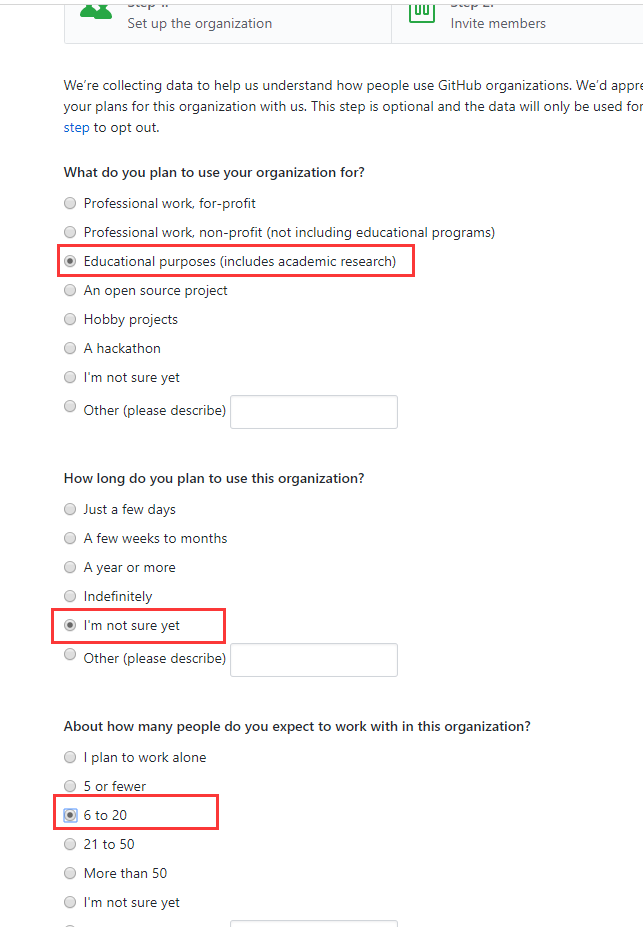 Step 1:
Step 2:
Set up the organization
Invite members
We're collecting data to help us understand how people use GitHub organizations. We'd
your plans for this organization with us. This step is optional and the data will only be used
step to opt out.
What do you plan to use your organization for?
Professional work, for-profit
Professional work, non-profit (not including educational programs)
Educational purposes (includes academic research)
An open source project
Hobby projects
A hackathon
I'm not sure yet
Other (please describe)
How long do you plan to use this organization?
Just a few days
A few weeks to months
A year or more
Indefinitely
I'm not sure yet
Other (please describe)
About how many people do you expect to work with in this organization?
I plan to work alone
5 or fewer
6 to 20
21 to 50
More than 50
I'm not sure yet